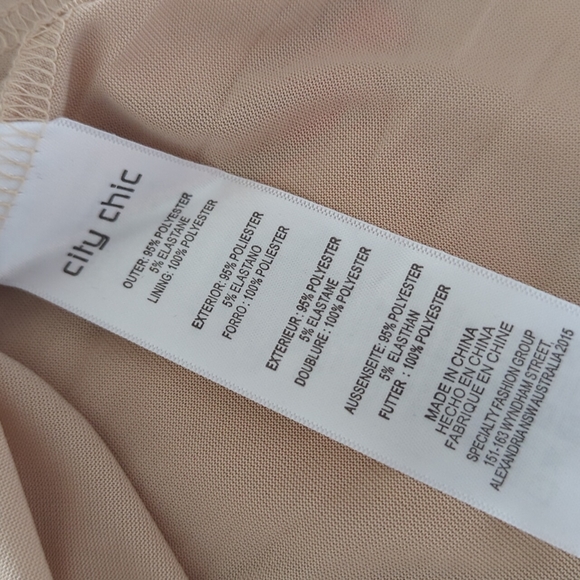 city chic
OUTER: 95% POLYESTER
5% ELASTANE
LINING: 100% POLYESTER
EXTERIOR: 95% POLIESTER
5% ELASTANO
FORRO : 100% POLIESTER
EXTERIEUR : 95% POLYESTER
5% ELASTANE
DOUBLURE : 100% POLYESTER
AUSSENSEITE: 95% POLYESTER
5% ELASTHAN
FUTTER : 100% POLYESTER
MADE IN CHINA
HECHO EN CHINA
FABRIQUE EN CHINE
SPECIALTY FASHION GROUP
151-163 WYNDHAM STREET,
ALEXANDRIA NSW AUSTRALIA 2015